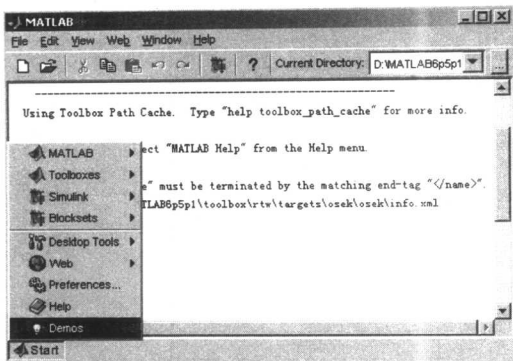 MATLAB
File Edit View Web Window Help
? Current Directory: D:\MATLAB6p5p1 ...
Using Toolbox Path Cache. Type "help toolbox_path_cache" for more info.
ect "MATLAB Help" from the Help menu.
e" must be terminated by the matching end-tag "</name>".
TLAB6p5p1\toolbox\rtw\targets\osek\osek\info.xml
MATLAB
Toolboxes
Simulink
Blocksets
Desktop Tools
Web
Preferences...
Help
Demos
Start